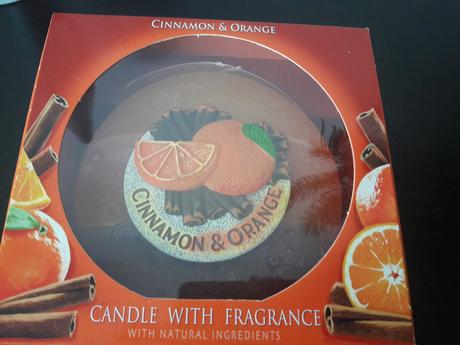 CINNAMON & ORANGE
CINNAMON & ORANGE
CANDLE WITH FRAGRANCE
WITH NATURAL INGREDIENTS